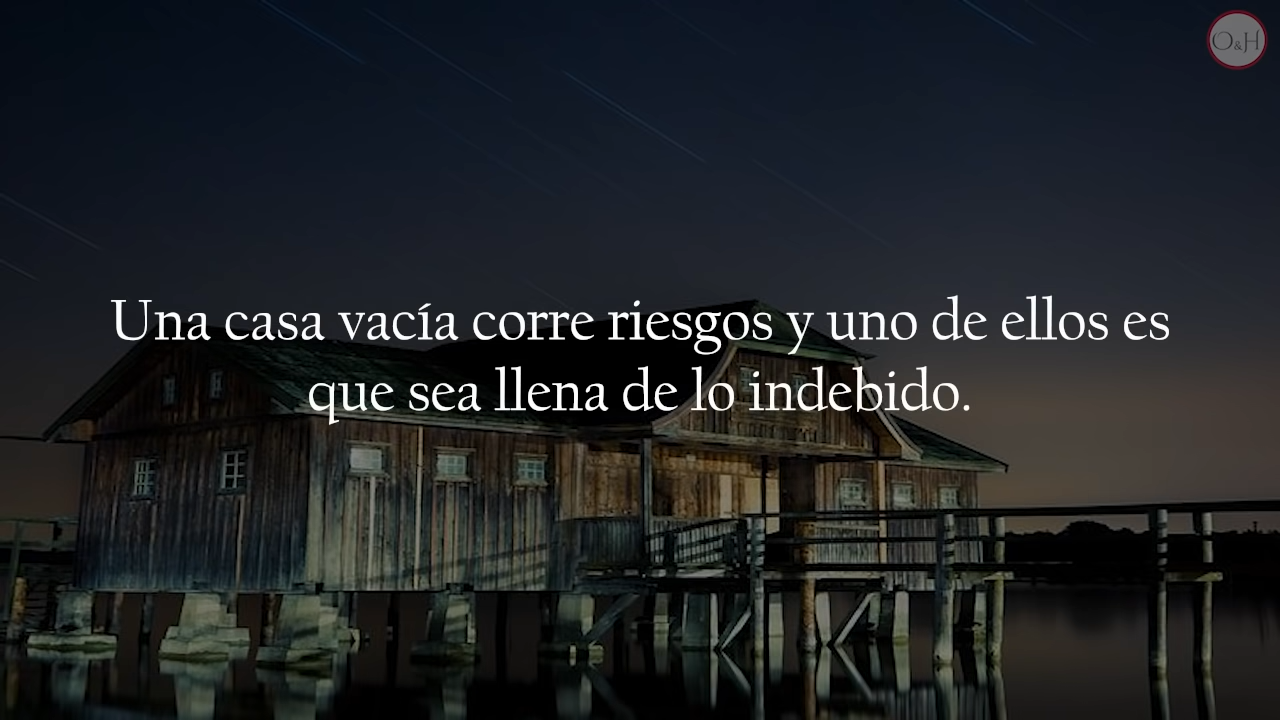 O&H
Una casa vacía corre riesgos y uno de ellos es
que sea llena de lo indebido.